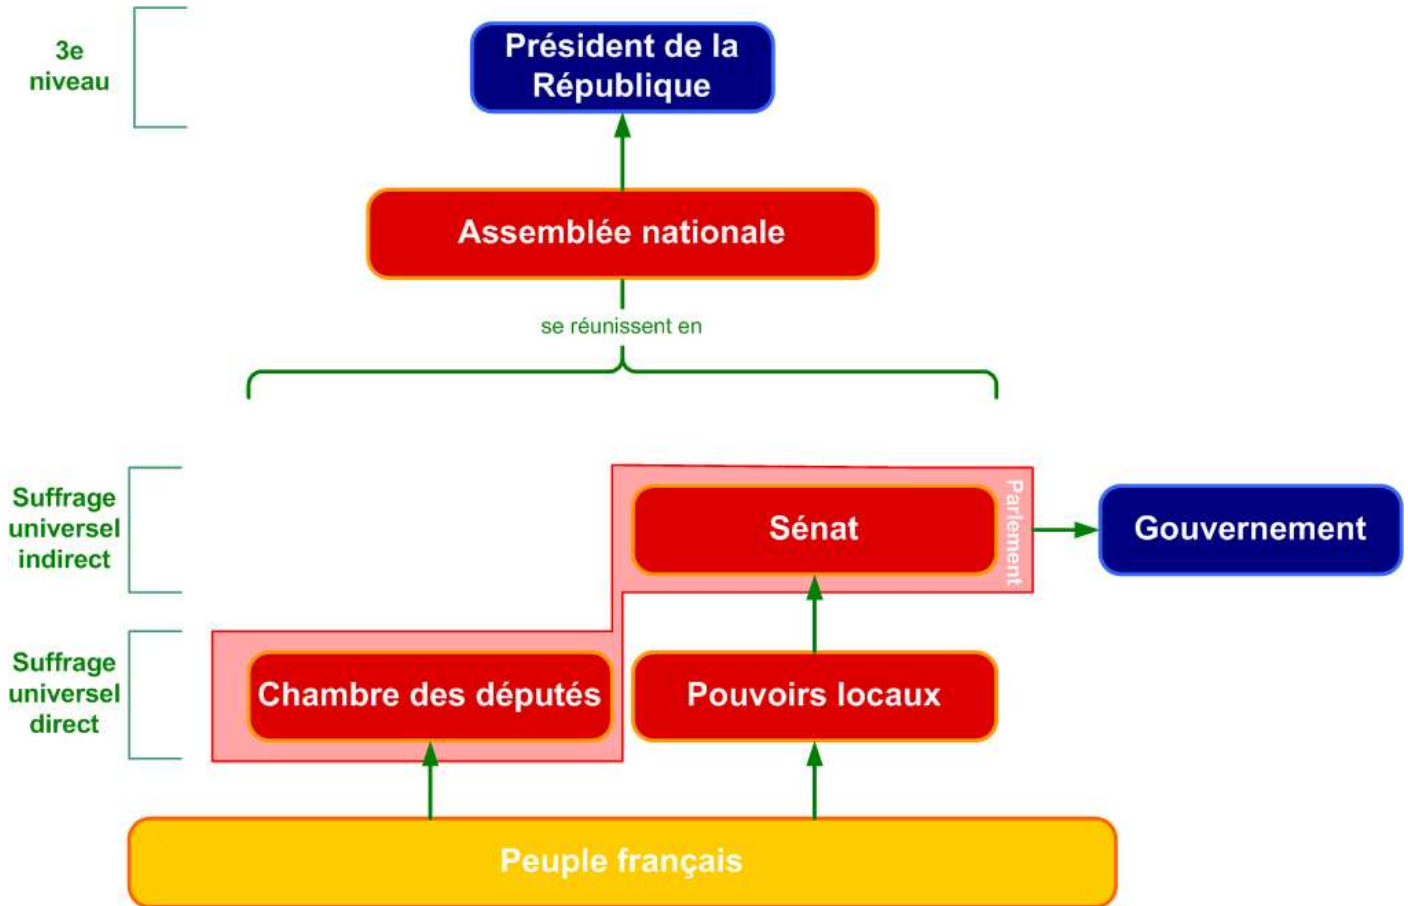 3e
niveau
Président de la
République
Assemblée nationale
se réunissent en
Suffrage
universel
indirect
Sénat
Parlement
Gouvernement
Suffrage
universel
direct
Chambre des députés
Pouvoirs locaux
Peuple français